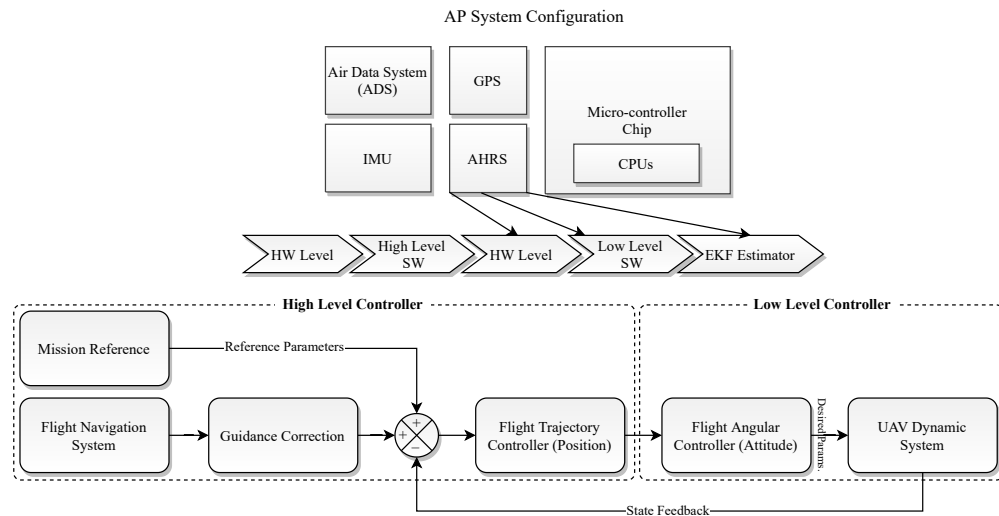 AP System Configuration
Air Data System
(ADS)
GPS
Micro-controller
Chip
CPUs
IMU
AHRS
HW Level
High Level
SW
HW Level
Low Level
SW
EKF Estimator
High Level Controller
Low Level Controller
Mission Reference
Reference Parameters
Flight Navigation
System
Guidance Correction
+
+
−
Flight Trajectory
Controller (Position)
Flight Angular
Controller (Attitude)
Desired Params.
UAV Dynamic
System
State Feedback